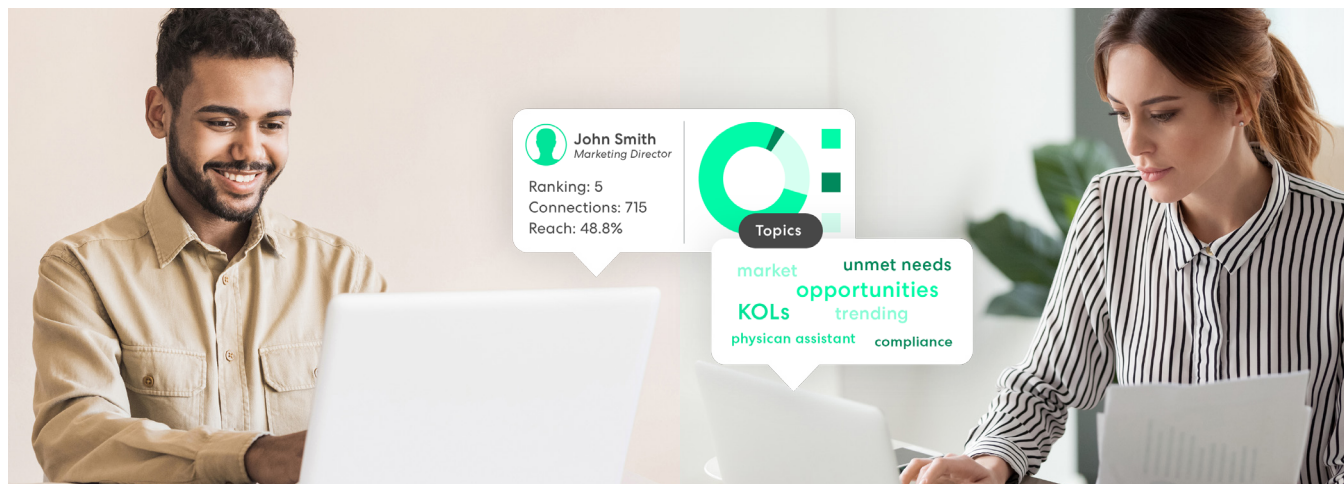 John Smith
Marketing Director
Ranking: 5
Connections: 715
Reach: 48.8%
Topics
market
unmet needs
opportunities
KOLs
trending
physican assistant
compliance